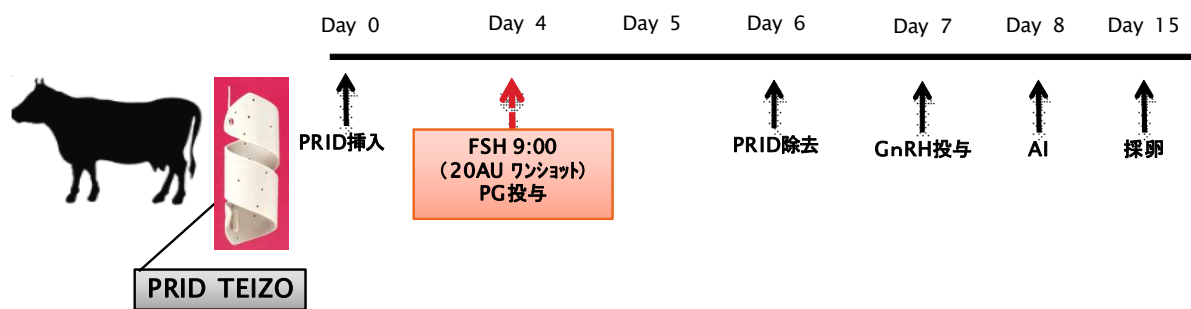 Day 0
Day 4
Day 5
Day 6
Day 7
Day 8
Day 15
PRID挿入
FSH 9:00
（20AU ワンショット）
PG投与
PRID除去
GnRH投与
AI
採卵
PRID TEIZO